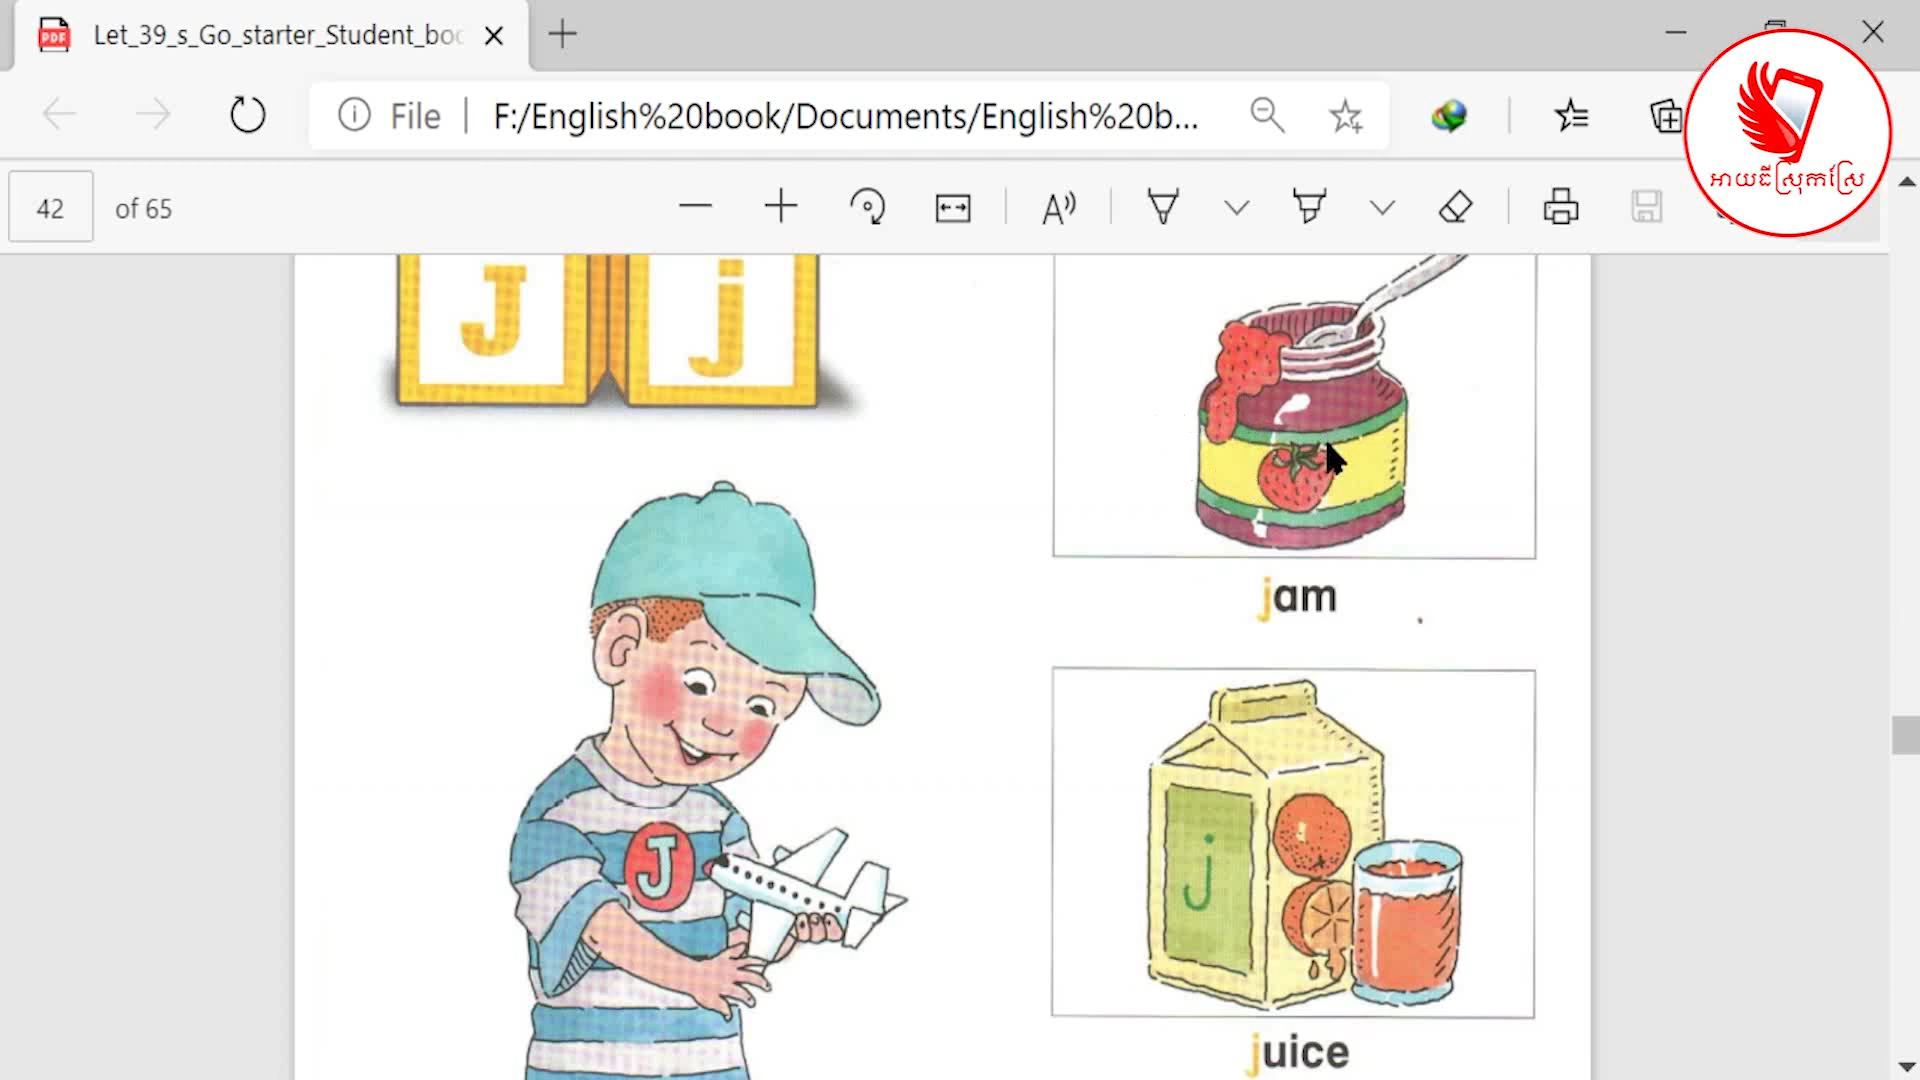 Let_39_s_Go_starter_Student_boo
File
F:/English%20book/Documents/English%20b...
42 of 65
អាយធីស្រុកស្រែ
J j
jam
J
j
juice